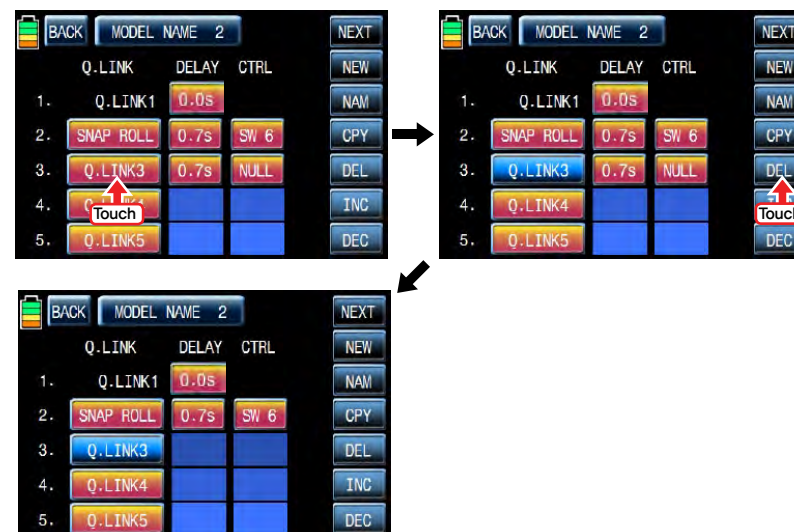 BACK MODEL NAME 2 NEXT
Q.LINK DELAY CTRL NEW
1. Q.LINK1 0.0s NAM
2. SNAP ROLL 0.7s SW 6 CPY
3. Q.LINK3 0.7s NULL DEL
4. INC
Touch
5. Q.LINK5 DEC
BACK MODEL NAME 2 NEXT
Q.LINK DELAY CTRL NEW
1. Q.LINK1 0.0s NAM
2. SNAP ROLL 0.7s SW 6 CPY
3. Q.LINK3 0.7s NULL DEL
4. Q.LINK4
Touch
5. Q.LINK5 DEC
BACK MODEL NAME 2 NEXT
Q.LINK DELAY CTRL NEW
1. Q.LINK1 0.0s NAM
2. SNAP ROLL 0.7s SW 6 CPY
3. Q.LINK3 DEL
4. Q.LINK4 INC
5. Q.LINK5 DEC